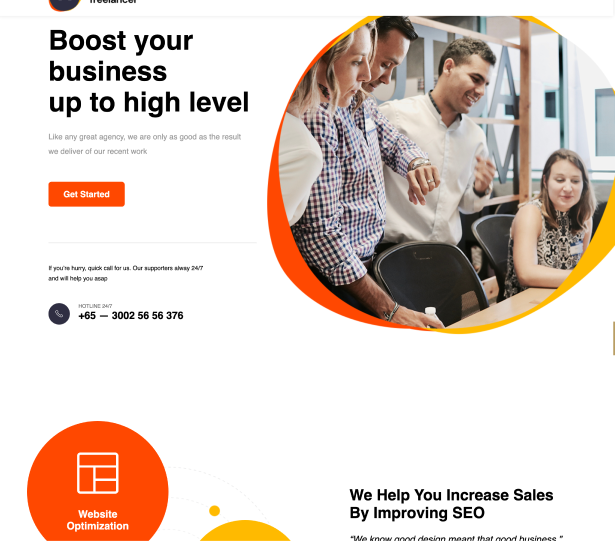 freelancer
Boost your
business
up to high level
Like any great agency, we are only as good as the result
we deliver of our recent work
Get Started
If you're hurry, quick call for us. Our supporters alway 24/7
and will help you asap
HOTLINE 24/7
+65 — 3002 56 56 376
Website
Optimization
We Help You Increase Sales
By Improving SEO
"We know good design meant that good business."